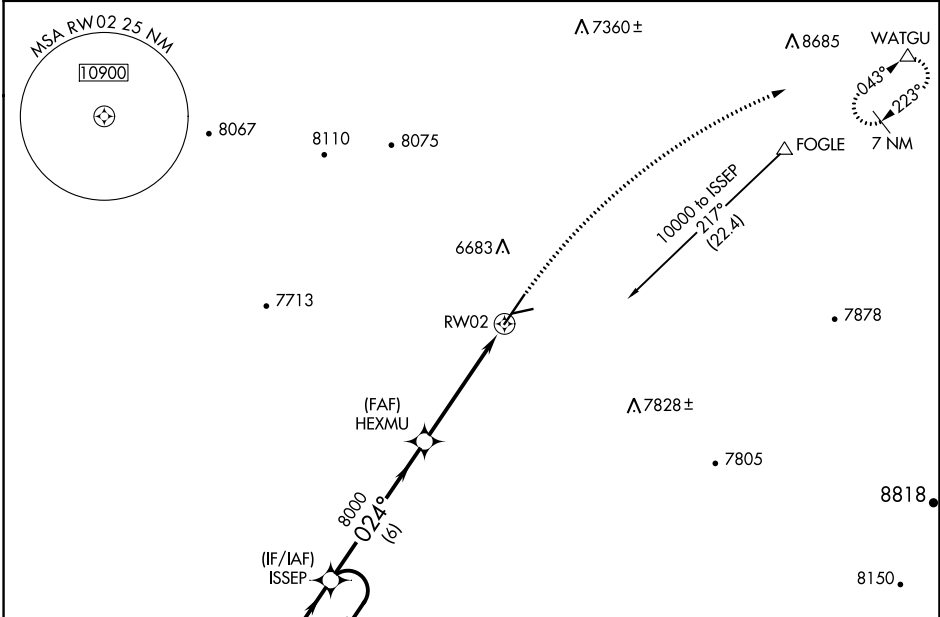 MSA RW02 25 NM
10900
7360±
8685
WATGU
043°
223°
7 NM
8067
8110
8075
FOGLE
10000 to ISSEP
217°
(22.4)
6683
7713
RW02
7878
(FAF)
HEXMU
7828±
7805
8818
8000
024°
(6)
(IF/IAF)
ISSEP
8150